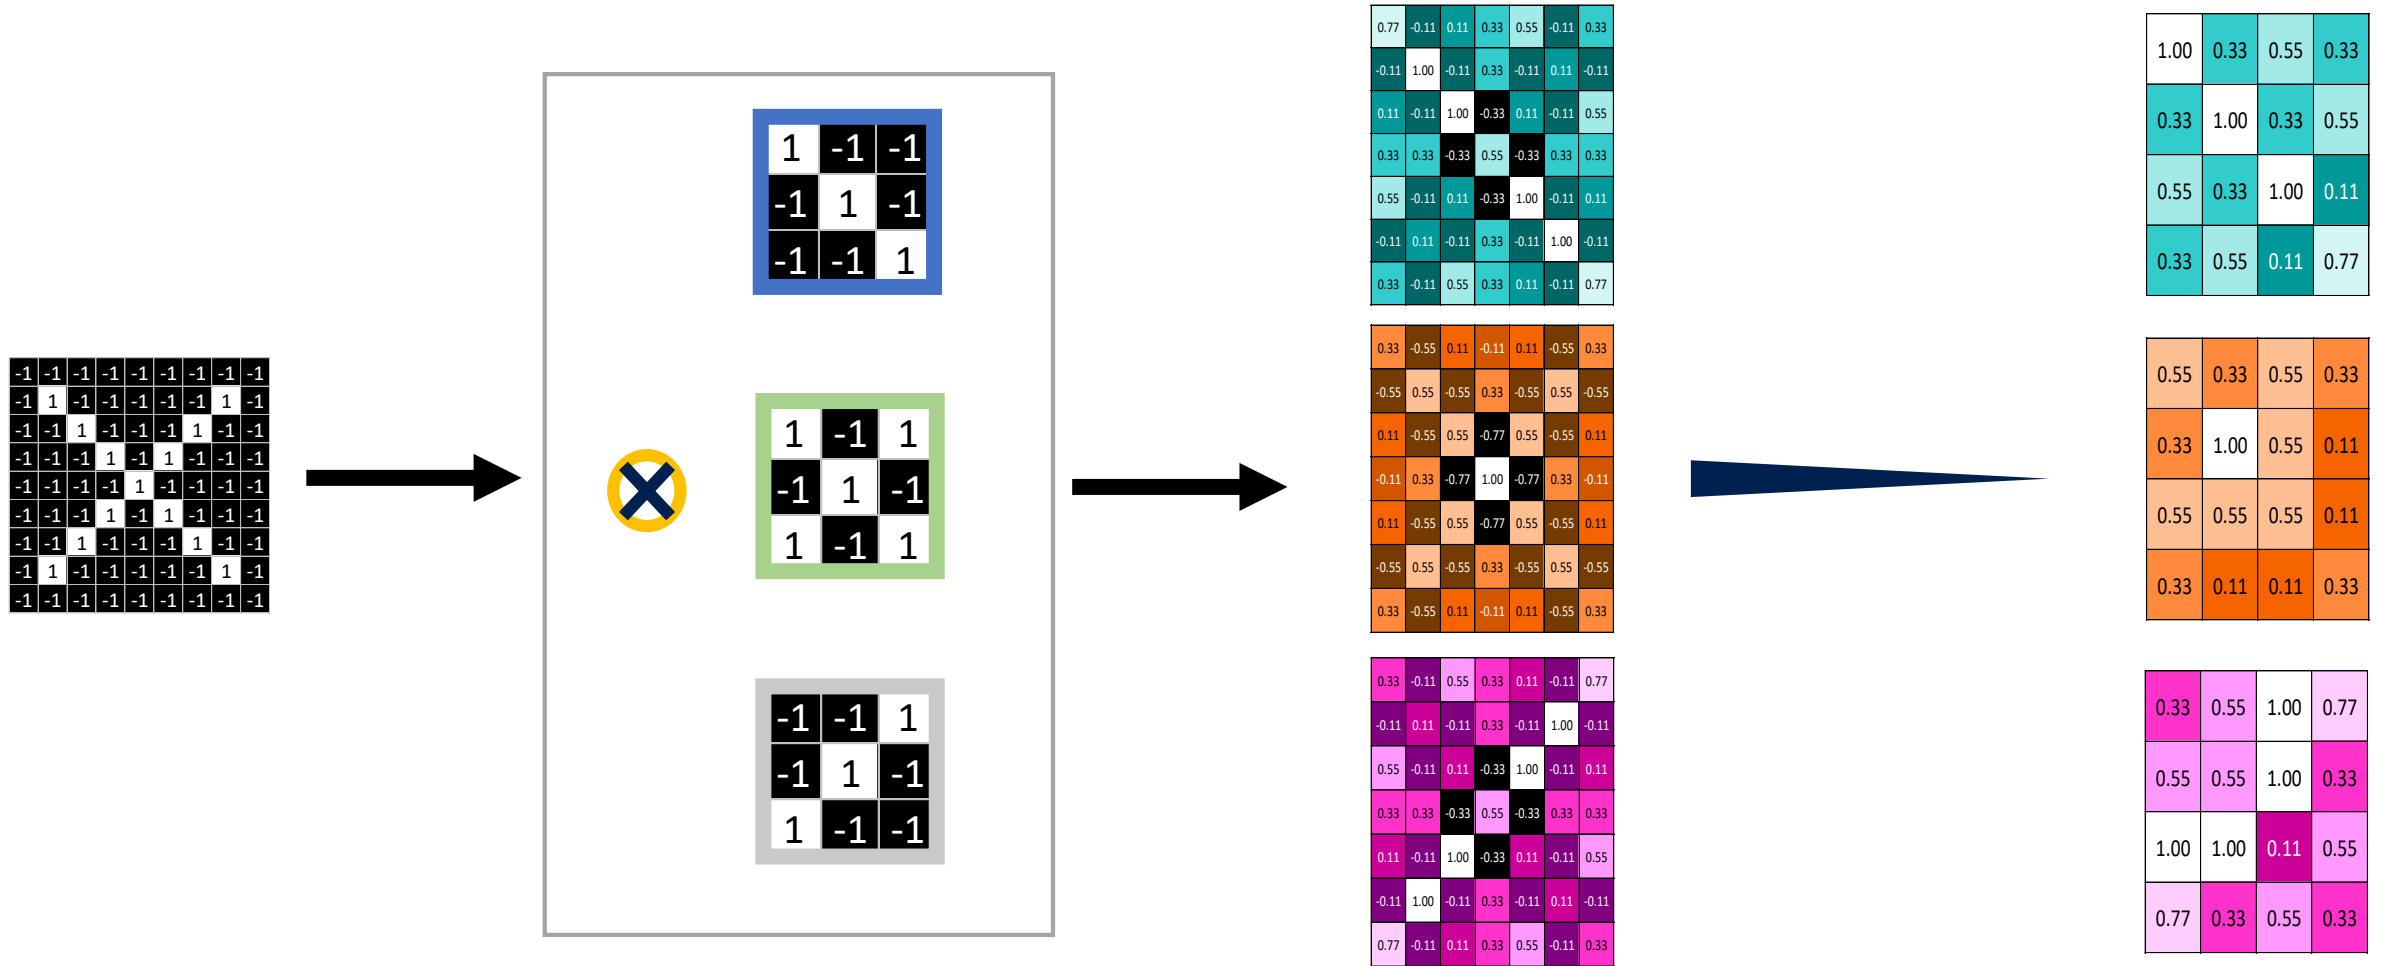 -1 -1 -1 -1 -1 -1 -1 -1 -1
-1 1 -1 -1 -1 -1 -1 1 -1
-1 -1 1 -1 -1 -1 1 -1 -1
-1 -1 -1 1 -1 1 -1 -1 -1
-1 -1 -1 -1 1 -1 -1 -1 -1
-1 -1 -1 1 -1 1 -1 -1 -1
-1 -1 1 -1 -1 -1 1 -1 -1
-1 1 -1 -1 -1 -1 -1 1 -1
-1 -1 -1 -1 -1 -1 -1 -1 -1
1 -1 -1
-1 1 -1
-1 -1 1
1 -1 1
-1 1 -1
1 -1 1
-1 -1 1
-1 1 -1
1 -1 -1
0.77 -0.11 0.11 0.33 0.55 -0.11 0.33
-0.11 1.00 -0.11 0.33 -0.11 0.11 -0.11
0.11 -0.11 1.00 -0.33 0.11 -0.11 0.55
0.33 0.33 -0.33 0.55 -0.33 0.33 0.33
0.55 -0.11 0.11 -0.33 1.00 -0.11 0.11
-0.11 0.11 -0.11 0.33 -0.11 1.00 -0.11
0.33 -0.11 0.55 0.33 0.11 -0.11 0.77
0.33 -0.55 0.11 -0.11 0.11 -0.55 0.33
-0.55 0.55 -0.55 0.33 -0.55 0.55 -0.55
0.11 -0.55 0.55 -0.77 0.55 -0.55 0.11
-0.11 0.33 -0.77 1.00 -0.77 0.33 -0.11
0.11 -0.55 0.55 -0.77 0.55 -0.55 0.11
-0.55 0.55 -0.55 0.33 -0.55 0.55 -0.55
0.33 -0.55 0.11 -0.11 0.11 -0.55 0.33
0.33 -0.11 0.55 0.33 0.11 -0.11 0.77
-0.11 0.11 -0.11 0.33 -0.11 1.00 -0.11
0.55 -0.11 0.11 -0.33 1.00 -0.11 0.11
0.33 0.33 -0.33 0.55 -0.33 0.33 0.33
0.11 -0.11 1.00 -0.33 0.11 -0.11 0.55
-0.11 1.00 -0.11 0.33 -0.11 0.11 -0.11
0.77 -0.11 0.11 0.33 0.55 -0.11 0.33
1.00 0.33 0.55 0.33
0.33 1.00 0.33 0.55
0.55 0.33 1.00 0.11
0.33 0.55 0.11 0.77
0.55 0.33 0.55 0.33
0.33 1.00 0.55 0.11
0.55 0.55 0.55 0.11
0.33 0.11 0.11 0.33
0.33 0.55 1.00 0.77
0.55 0.55 1.00 0.33
1.00 1.00 0.11 0.55
0.77 0.33 0.55 0.33